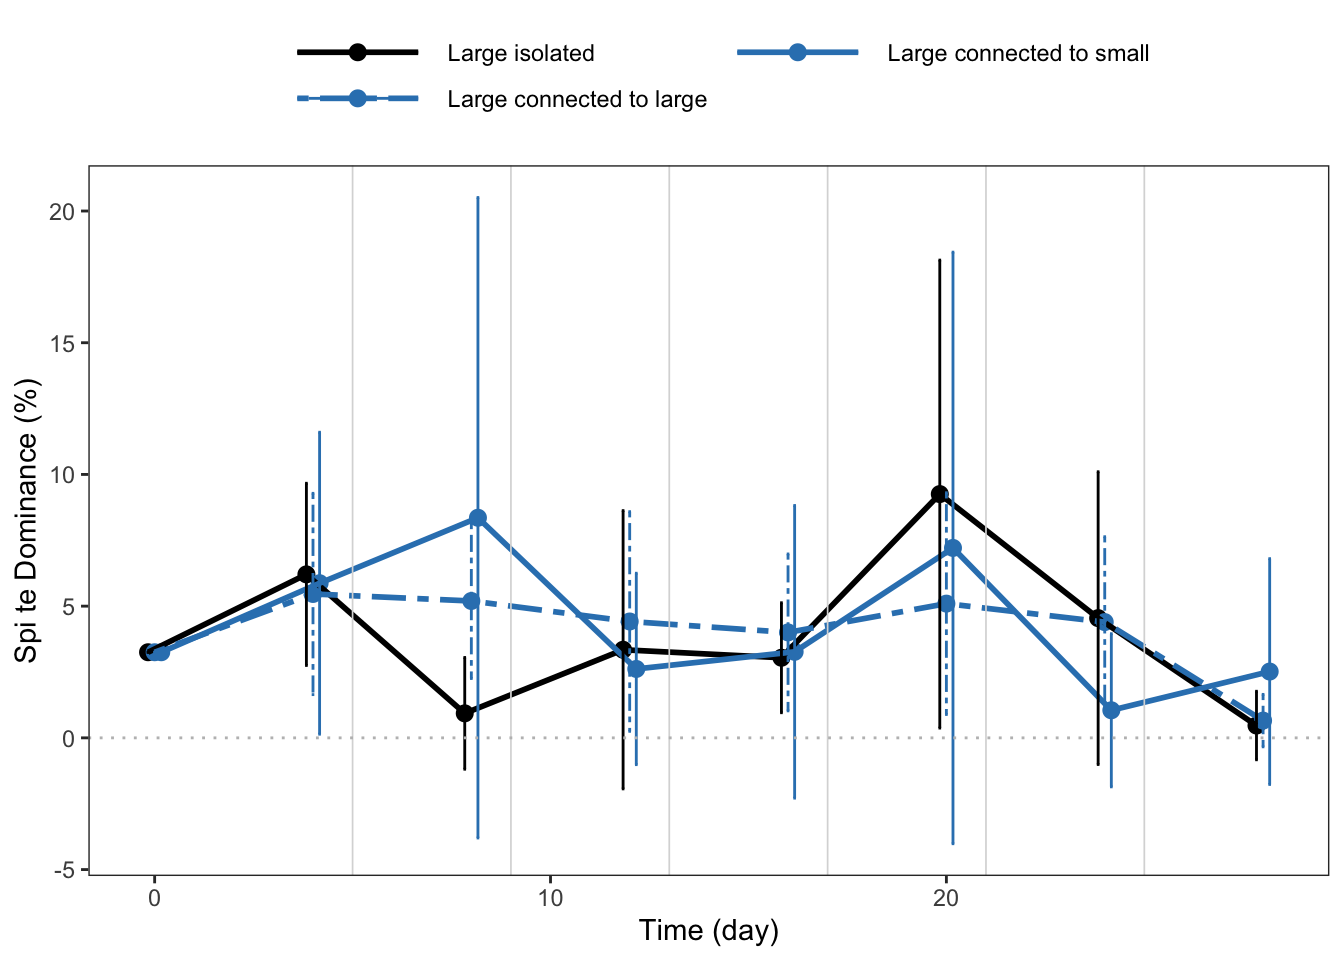 Large isolated
Large connected to small
Large connected to large
Spi te Dominance (%)
20
15
10
5
0
-5
0
10
20
Time (day)